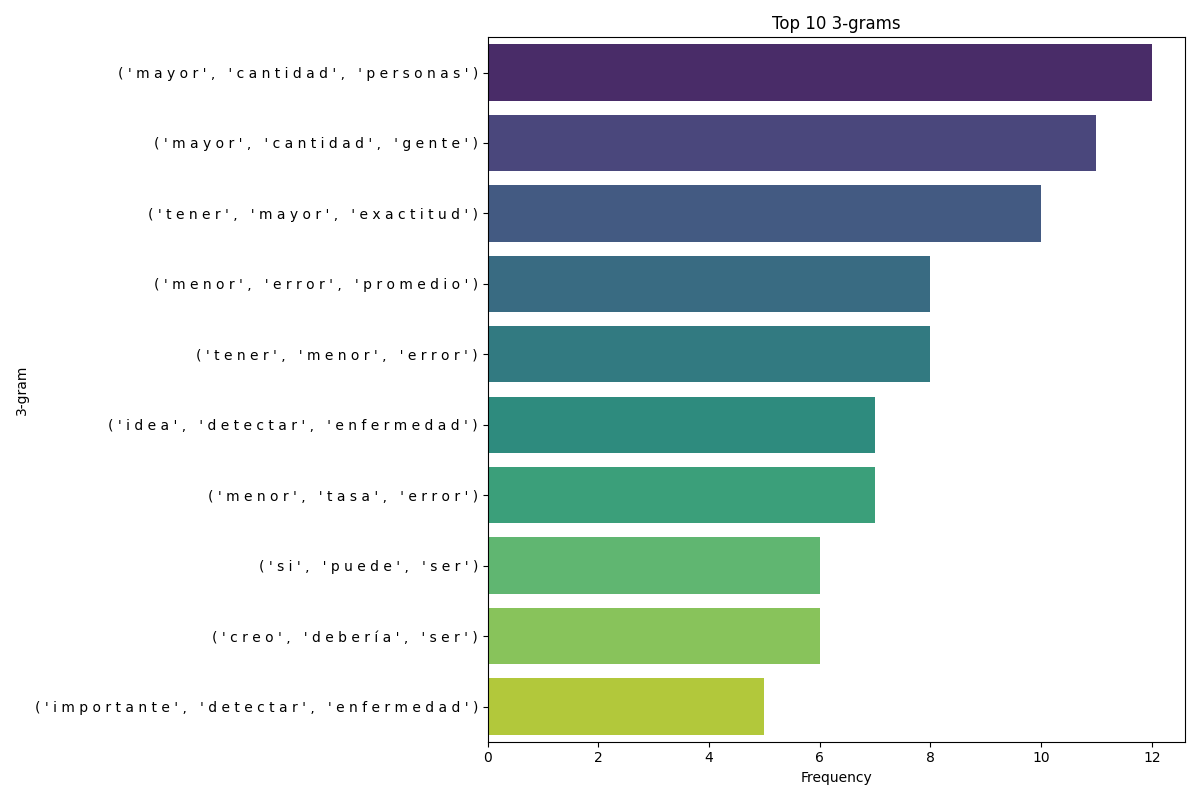 Top 10 3-grams
('mayor', 'cantidad', 'personas')
('mayor', 'cantidad', 'gente')
('tener', 'mayor', 'exactitud')
('menor', 'error', 'promedio')
('tener', 'menor', 'error')
('idea', 'detectar', 'enfermedad')
('menor', 'tasa', 'error')
('si', 'puede', 'ser')
('creo', 'debería', 'ser')
('importante', 'detectar', 'enfermedad')
3-gram
0 2 4 6 8 10 12
Frequency